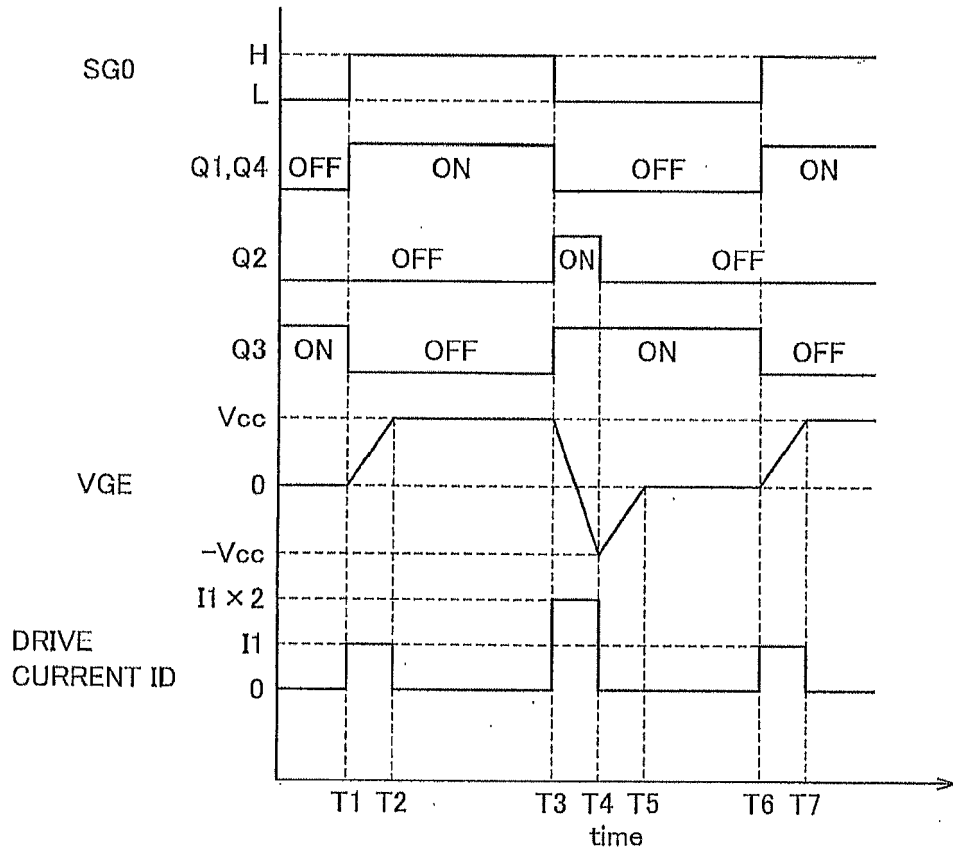 H
SG0
L
Q1,Q4 OFF ON OFF ON
Q2 OFF ON OFF
Q3 ON OFF ON OFF
Vcc
VGE 0
-Vcc
I1×2
DRIVE I1
CURRENT ID 0
T1 T2 T3 T4 T5 T6 T7
time